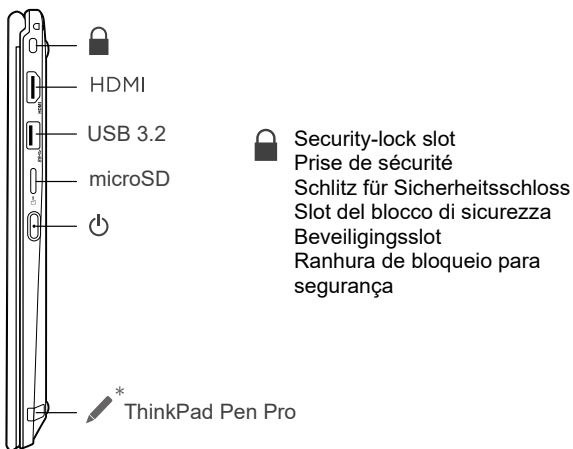 HDMI
USB 3.2
microSD
*
ThinkPad Pen Pro
Security-lock slot
Prise de sécurité
Schlitz für Sicherheitsschloss
Slot del blocco di sicurezza
Beveiligingsslot
Ranhura de bloqueio para
segurança